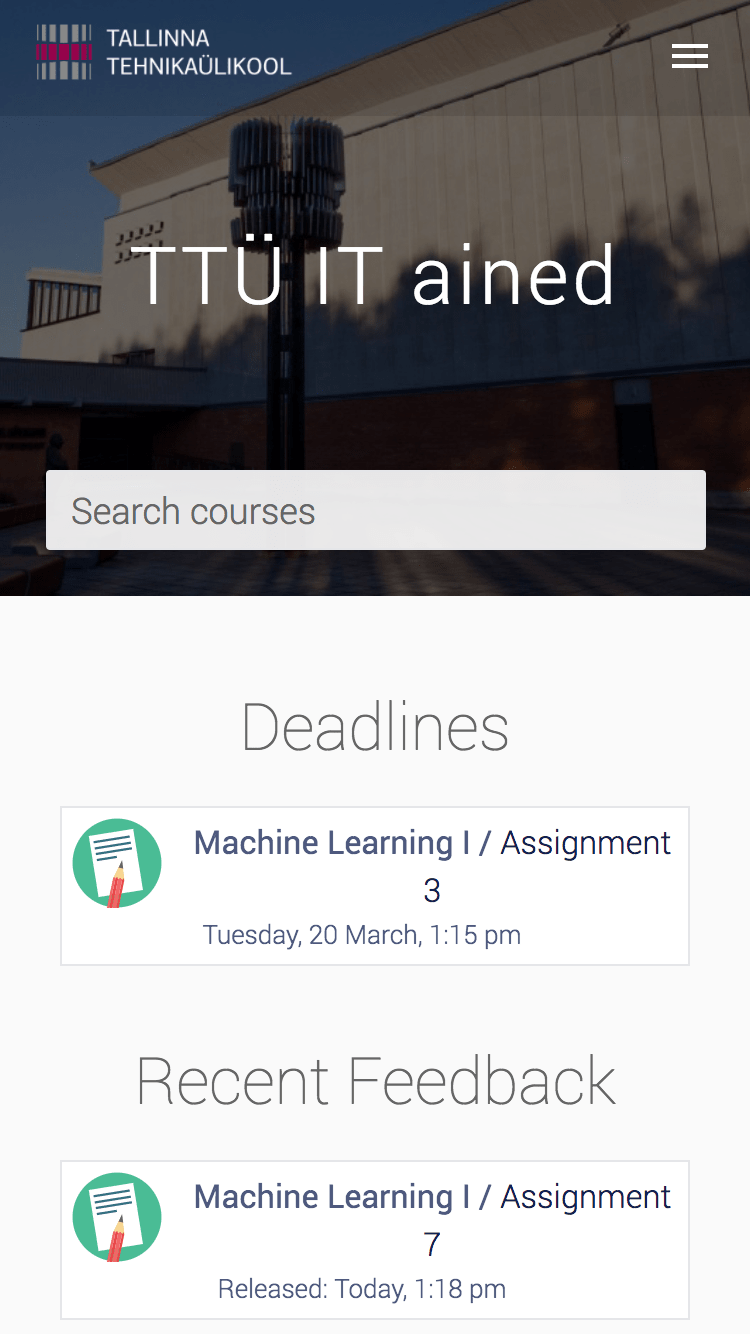 TALLINNA
TEHNIKAÜLIKOOL
TTÜ IT ained
Search courses
Deadlines
Machine Learning I / Assignment
3
Tuesday, 20 March, 1:15 pm
Recent Feedback
Machine Learning I / Assignment
7
Released: Today, 1:18 pm